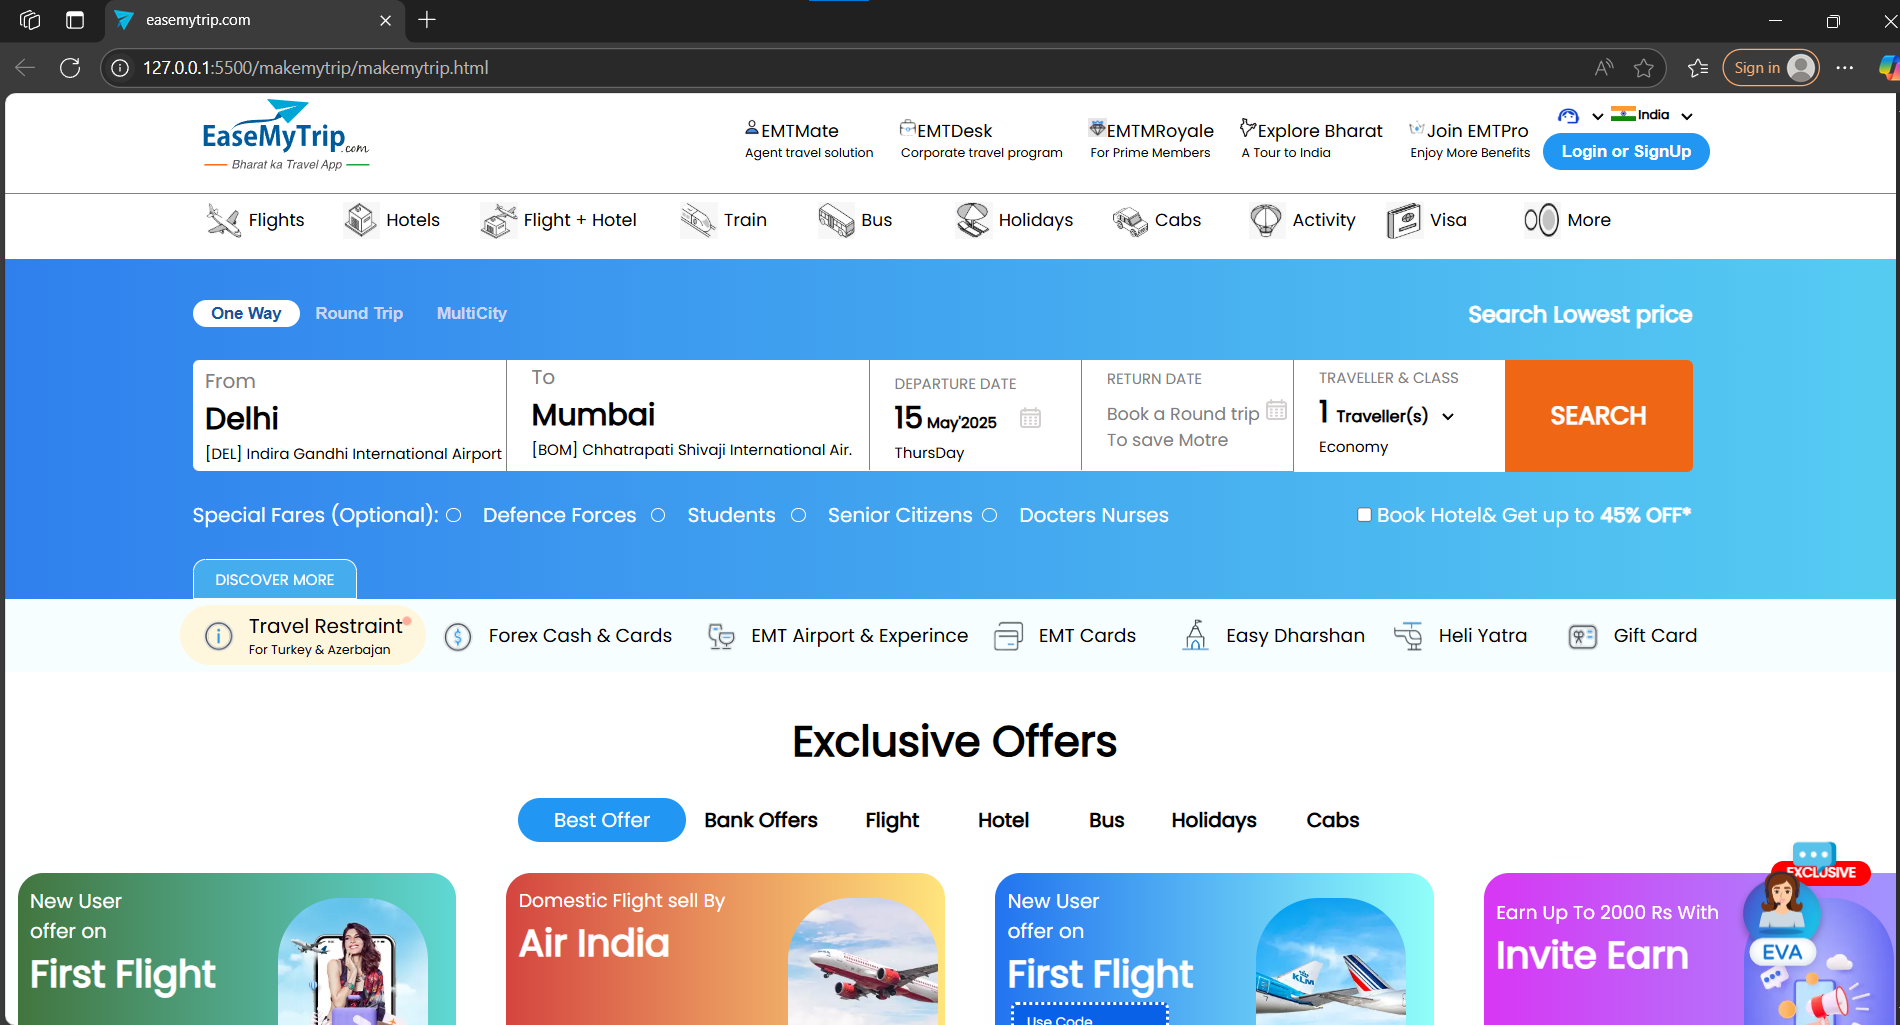 easemytrip.com
127.0.0.1:5500/makemytrip/makemytrip.html
Sign in
EaseMyTrip.com
Bharat ka Travel App
EMTMate
Agent travel solution
EMTDesk
Corporate travel program
EMTMRoyale
For Prime Members
Explore Bharat
A Tour to India
Join EMTPro
Enjoy More Benefits
India
Login or SignUp
Flights
Hotels
Flight + Hotel
Train
Bus
Holidays
Cabs
Activity
Visa
More
One Way
Round Trip
MultiCity
Search Lowest price
From
Delhi
[DEL] Indira Gandhi International Airport
To
Mumbai
[BOM] Chhatrapati Shivaji International Air.
DEPARTURE DATE
15 May'2025
ThursDay
RETURN DATE
Book a Round trip
To save Motre
TRAVELLER & CLASS
1 Traveller(s)
Economy
SEARCH
Special Fares (Optional):
Defence Forces
Students
Senior Citizens
Docters Nurses
Book Hotel& Get up to 45% OFF*
DISCOVER MORE
Travel Restraint
For Turkey & Azerbajan
Forex Cash & Cards
EMT Airport & Experince
EMT Cards
Easy Dharshan
Heli Yatra
Gift Card
Exclusive Offers
Best Offer
Bank Offers
Flight
Hotel
Bus
Holidays
Cabs
New User
offer on
First Flight
Domestic Flight sell By
Air India
New User
offer on
First Flight
Use Code
KLM
Earn Up To 2000 Rs With
Invite Earn
EXCLUSIVE
EVA